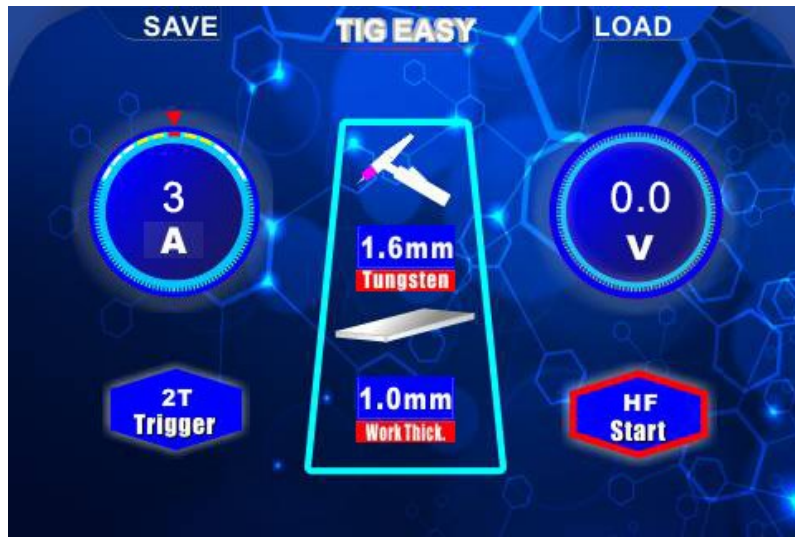 SAVE
TIG EASY
LOAD
3
A
0.0
V
1.6mm
Tungsten
1.0mm
Work Thick.
2T
Trigger
HF
Start